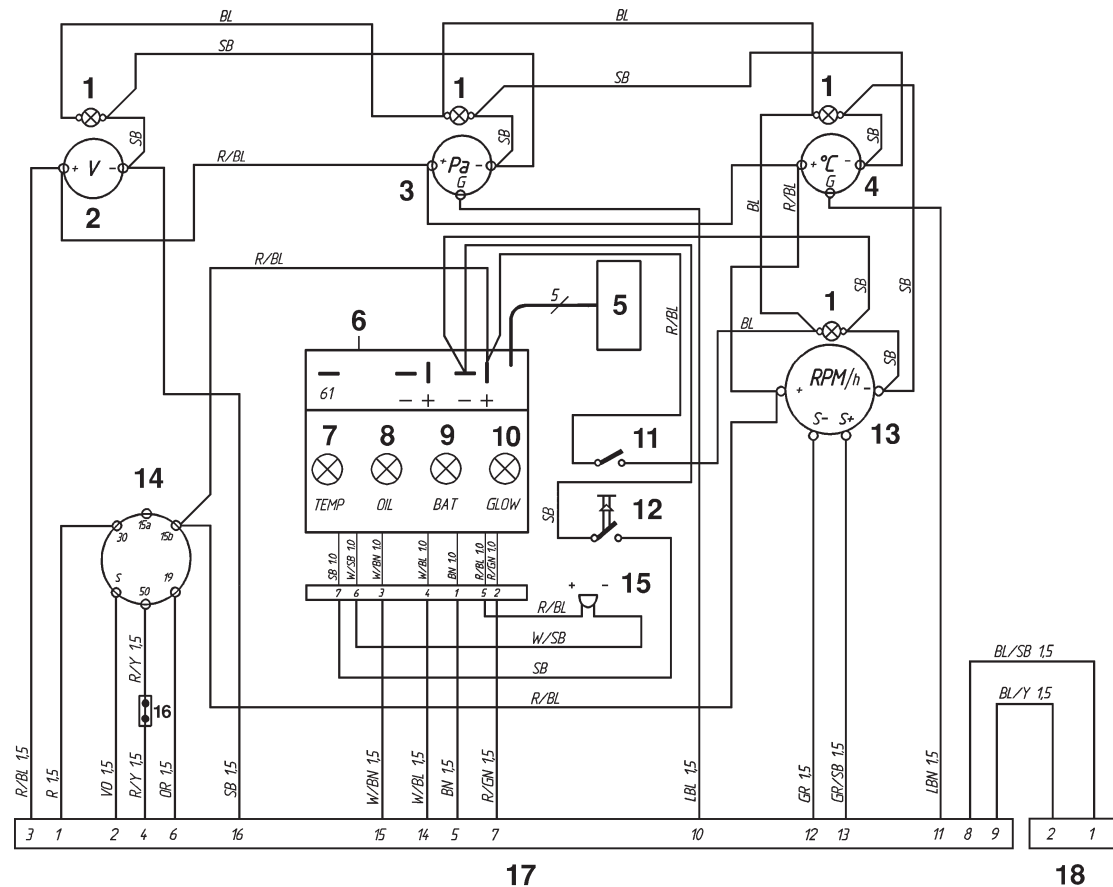 BL
BL
SB
SB
1
1
1
SB
SB
SB
+ V -
+ Pa -
G
+ °C -
G
2
3
4
R/BL
BL
R/BL
R/BL
5
5
SB
SB
6
R/BL
1
BL
SB
61
- + - +
RPM/h
+ -
S- S+
13
7 8 9 10
TEMP OIL BAT GLOW
11
12
SB
14
30 15a 15b
S 50 19
SB 1.0
W/SB 1.0
W/BN 1.0
W/BL 1.0
BN 1.0
R/BL 1.0
R/GN 1.0
7 6 3 4 1 5 2
+ - 15
R/BL
W/SB
SB
R/BL
R/Y 1,5
16
BL/SB 1,5
BL/Y 1,5
R/BL 1,5
R 1,5
VO 1,5
R/Y 1,5
OR 1,5
SB 1,5
W/BN 1,5
W/BL 1,5
BN 1,5
R/GN 1,5
LBL 1,5
GR 1,5
GR/SB 1,5
LBN 1,5
3 1 2 4 6 16 15 14 5 7 10 12 13 11 8 9
2 1
17
18